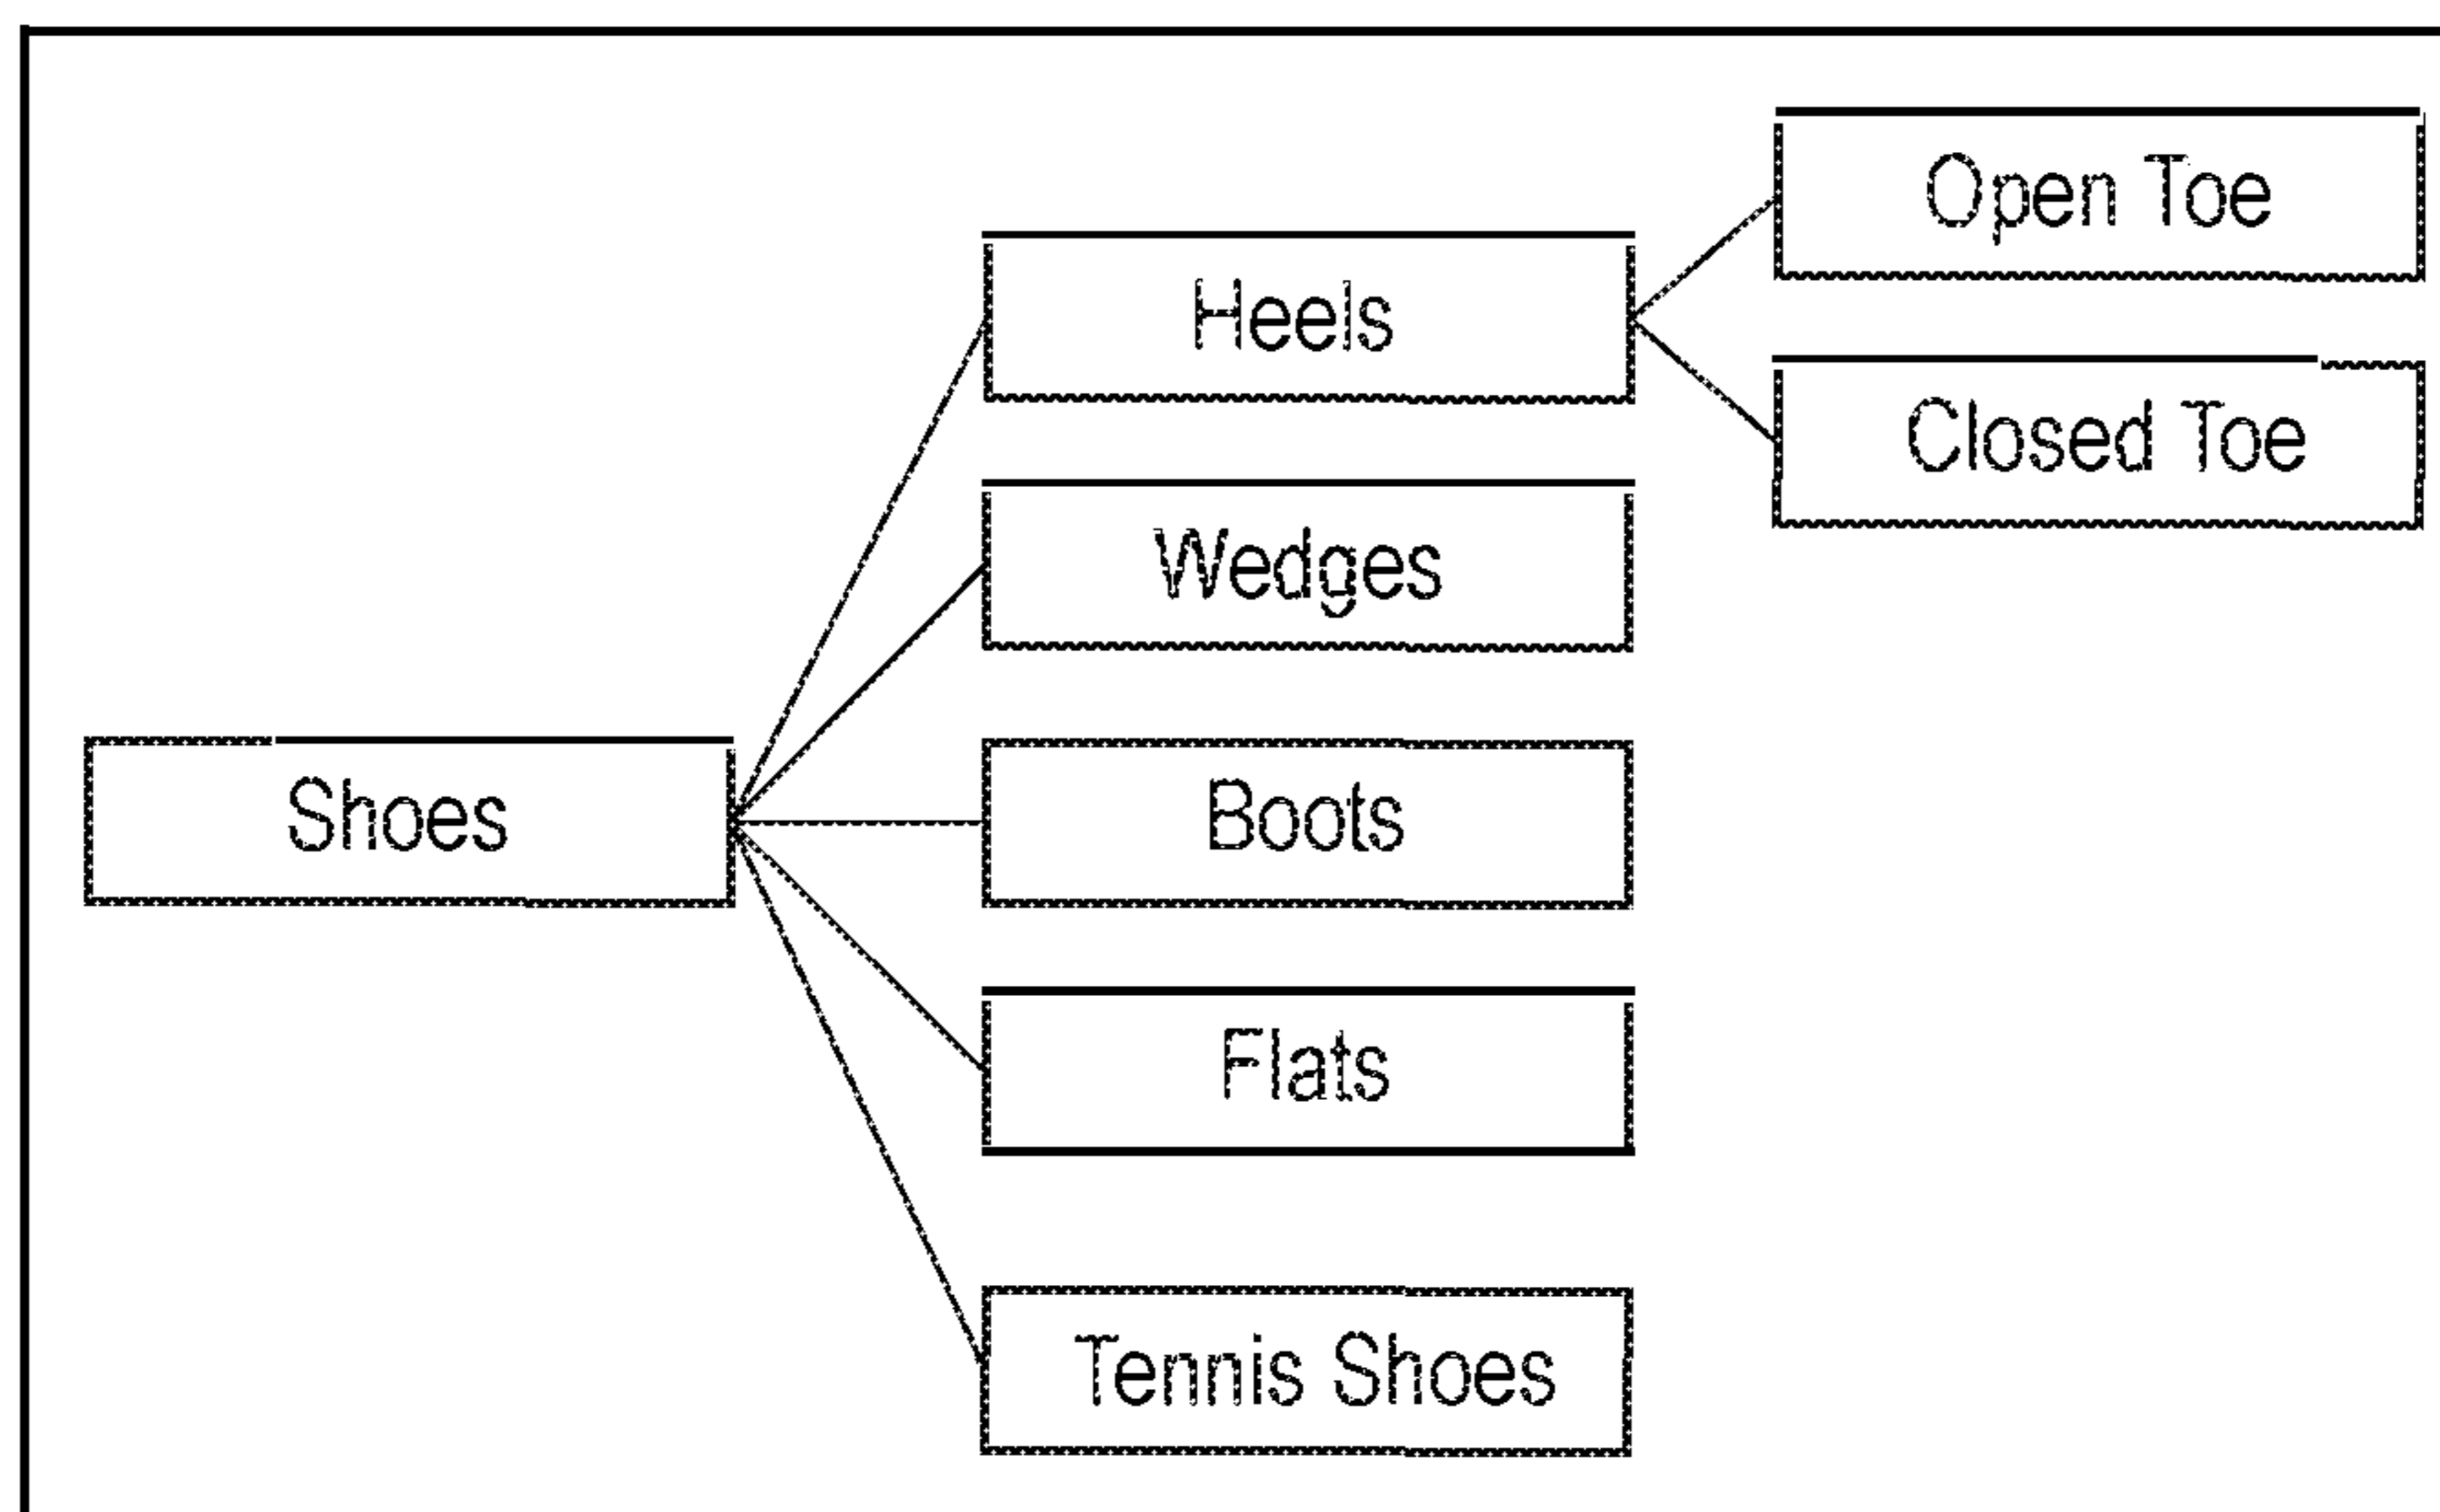 Open Toe
Heels
Closed Toe
Wedges
Shoes
Boots
Flats
Tennis Shoes